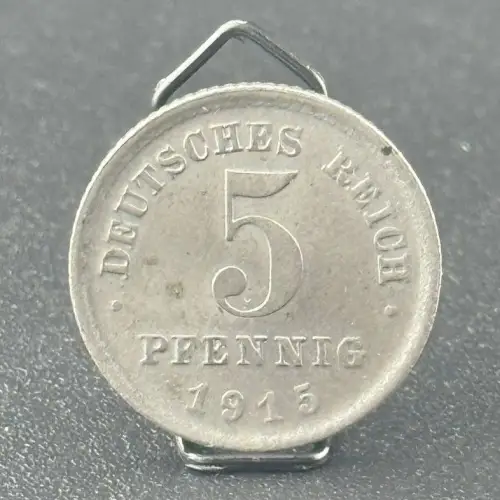 · DEUTSCHES REICH ·
5
PFENNIG
1915